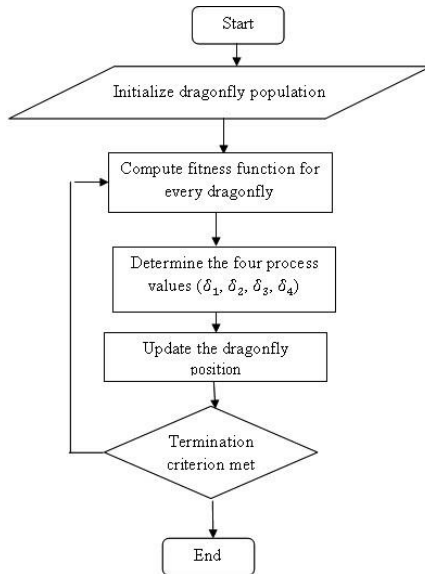 Start
Initialize dragonfly population
Compute fitness function for
every dragonfly
Determine the four process
values (δ₁, δ₂, δ₃, δ₄)
Update the dragonfly
position
Termination
criterion met
End